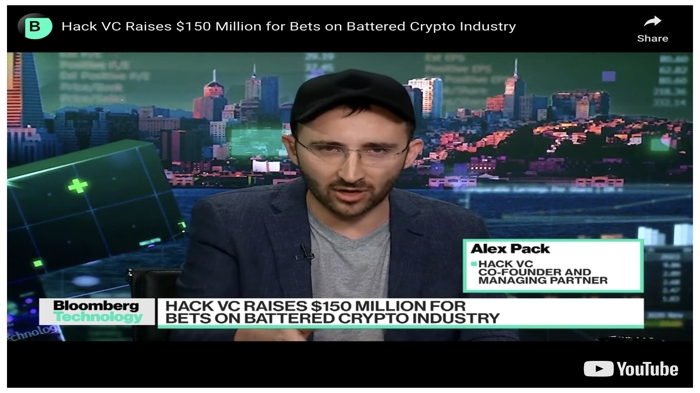 B
Hack VC Raises $150 Million for Bets on Battered Crypto Industry
Share
Alex Pack
HACK VC
CO-FOUNDER AND
MANAGING PARTNER
Bloomberg
Technology
HACK VC RAISES $150 MILLION FOR
BETS ON BATTERED CRYPTO INDUSTRY
YouTube